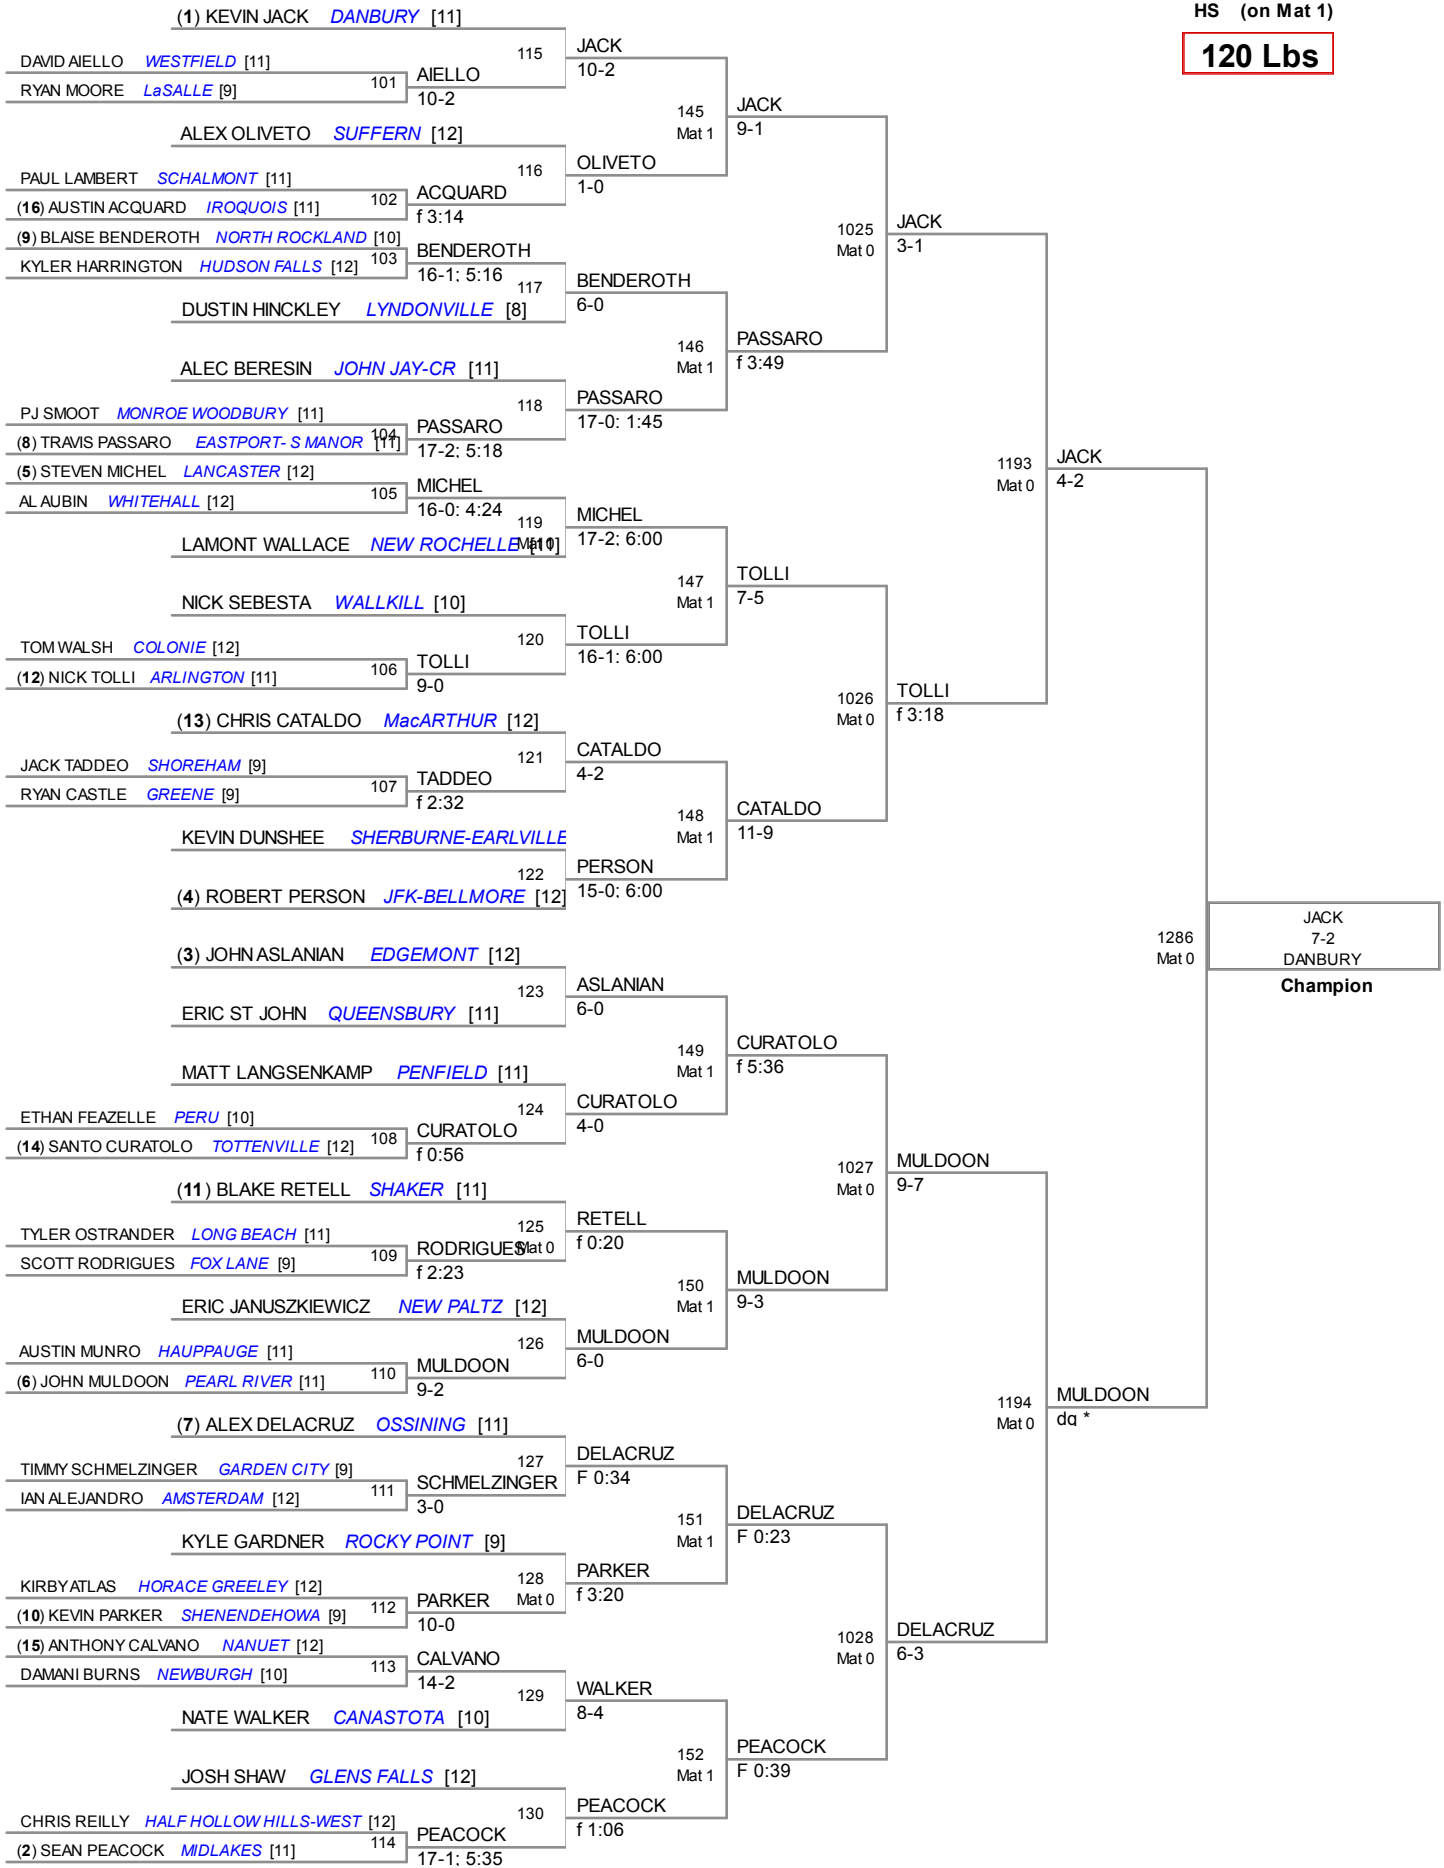 HS (on Mat 1)
120 Lbs
(1) KEVIN JACK DANBURY [11]
115
JACK
10-2
DAVID AIELLO WESTFIELD [11]
RYAN MOORE LaSALLE [9]
101
AIELLO
10-2
145
Mat 1
JACK
9-1
ALEX OLIVETO SUFFERN [12]
116
OLIVETO
1-0
PAUL LAMBERT SCHALMONT [11]
(16) AUSTIN ACQUARD IROQUOIS [11]
102
ACQUARD
f 3:14
1025
Mat 0
JACK
3-1
(9) BLAISE BENDEROTH NORTH ROCKLAND [10]
KYLER HARRINGTON HUDSON FALLS [12]
103
BENDEROTH
16-1; 5:16
117
BENDEROTH
6-0
DUSTIN HINCKLEY LYNDONVILLE [8]
146
Mat 1
PASSARO
f 3:49
ALEC BERESIN JOHN JAY-CR [11]
118
PASSARO
17-0; 1:45
PJ SMOOT MONROE WOODBURY [11]
(8) TRAVIS PASSARO EASTPORT- S MANOR [11]
104
PASSARO
17-2; 5:18
1193
Mat 0
JACK
4-2
(5) STEVEN MICHEL LANCASTER [12]
AL AUBIN WHITEHALL [12]
105
MICHEL
16-0; 4:24
119
Mat 0
MICHEL
17-2; 6:00
LAMONT WALLACE NEW ROCHELLE [11]
147
Mat 1
TOLLI
7-5
NICK SEBESTA WALLKILL [10]
120
TOLLI
16-1; 6:00
TOM WALSH COLONIE [12]
(12) NICK TOLLI ARLINGTON [11]
106
TOLLI
9-0
1026
Mat 0
TOLLI
f 3:18
(13) CHRIS CATALDO MacARTHUR [12]
121
CATALDO
4-2
JACK TADDEO SHOREHAM [9]
RYAN CASTLE GREENE [9]
107
TADDEO
f 2:32
148
Mat 1
CATALDO
11-9
KEVIN DUNSHEE SHERBURNE-EARLVILLE
122
PERSON
15-0; 6:00
(4) ROBERT PERSON JFK-BELLMORE [12]
1286
Mat 0
JACK
7-2
DANBURY
Champion
(3) JOHN ASLANIAN EDGEMONT [12]
123
ASLANIAN
6-0
ERIC ST JOHN QUEENSBURY [11]
149
Mat 1
CURATOLO
f 5:36
MATT LANGSENKAMP PENFIELD [11]
124
CURATOLO
4-0
ETHAN FEAZELLE PERU [10]
(14) SANTO CURATOLO TOTTENVILLE [12]
108
CURATOLO
f 0:56
1027
Mat 0
MULDOON
9-7
(11) BLAKE RETELL SHAKER [11]
125
Mat 0
RETELL
f 0:20
TYLER OSTRANDER LONG BEACH [11]
SCOTT RODRIGUES FOX LANE [9]
109
RODRIGUES
f 2:23
150
Mat 1
MULDOON
9-3
ERIC JANUSZKIEWICZ NEW PALTZ [12]
126
MULDOON
6-0
AUSTIN MUNRO HAUPPAUGE [11]
(6) JOHN MULDOON PEARL RIVER [11]
110
MULDOON
9-2
1194
Mat 0
MULDOON
dq *
(7) ALEX DELACRUZ OSSINING [11]
127
DELACRUZ
F 0:34
TIMMY SCHMELZINGER GARDEN CITY [9]
IAN ALEJANDRO AMSTERDAM [12]
111
SCHMELZINGER
3-0
151
Mat 1
DELACRUZ
F 0:23
KYLE GARDNER ROCKY POINT [9]
128
Mat 0
PARKER
f 3:20
KIRBY ATLAS HORACE GREELEY [12]
(10) KEVIN PARKER SHENENDEHOWA [9]
112
PARKER
10-0
1028
Mat 0
DELACRUZ
6-3
(15) ANTHONY CALVANO NANUET [12]
DAMANI BURNS NEWBURGH [10]
113
CALVANO
14-2
129
WALKER
8-4
NATE WALKER CANASTOTA [10]
152
Mat 1
PEACOCK
F 0:39
JOSH SHAW GLENS FALLS [12]
130
PEACOCK
f 1:06
CHRIS REILLY HALF HOLLOW HILLS-WEST [12]
(2) SEAN PEACOCK MIDLAKES [11]
114
PEACOCK
17-1; 5:35